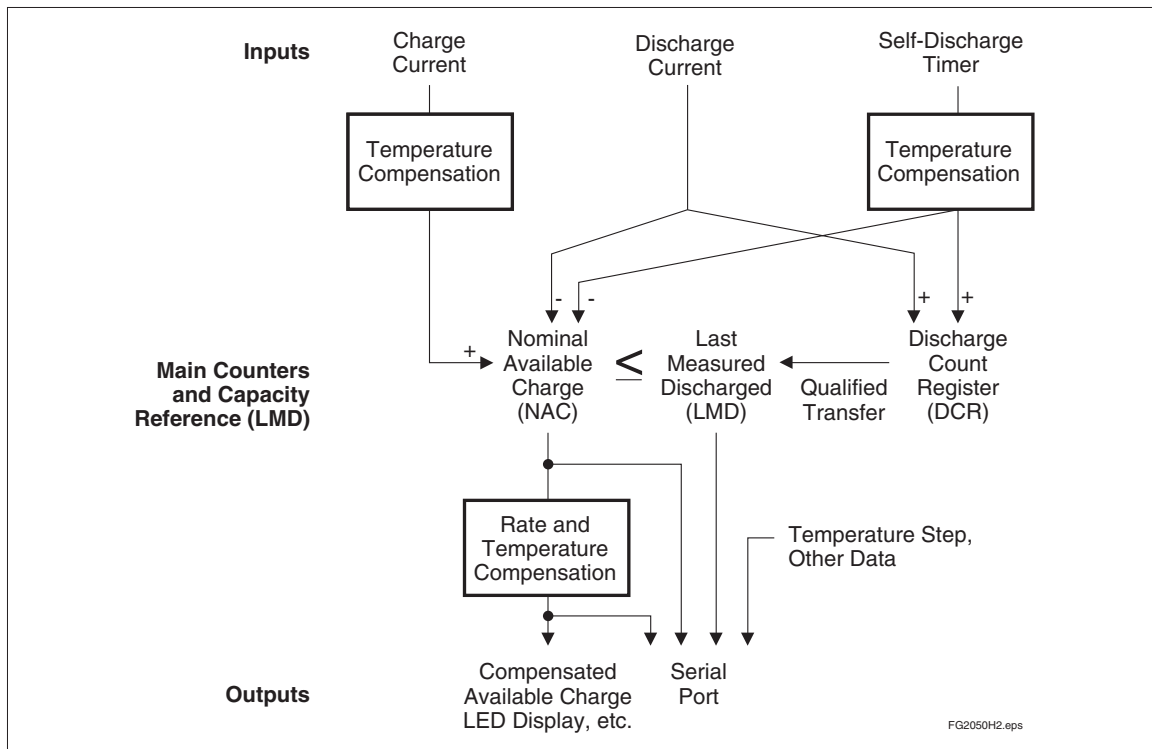 Inputs
Charge
Current
Discharge
Current
Self-Discharge
Timer
Temperature
Compensation
Temperature
Compensation
-
-
+
+
+
Main Counters
and Capacity
Reference (LMD)
Nominal
Available
Charge
(NAC)
≤
Last
Measured
Discharged
(LMD)
Qualified
Transfer
Discharge
Count
Register
(DCR)
Rate and
Temperature
Compensation
Temperature Step,
Other Data
Outputs
Compensated
Available Charge
LED Display, etc.
Serial
Port
FG2050H2.eps